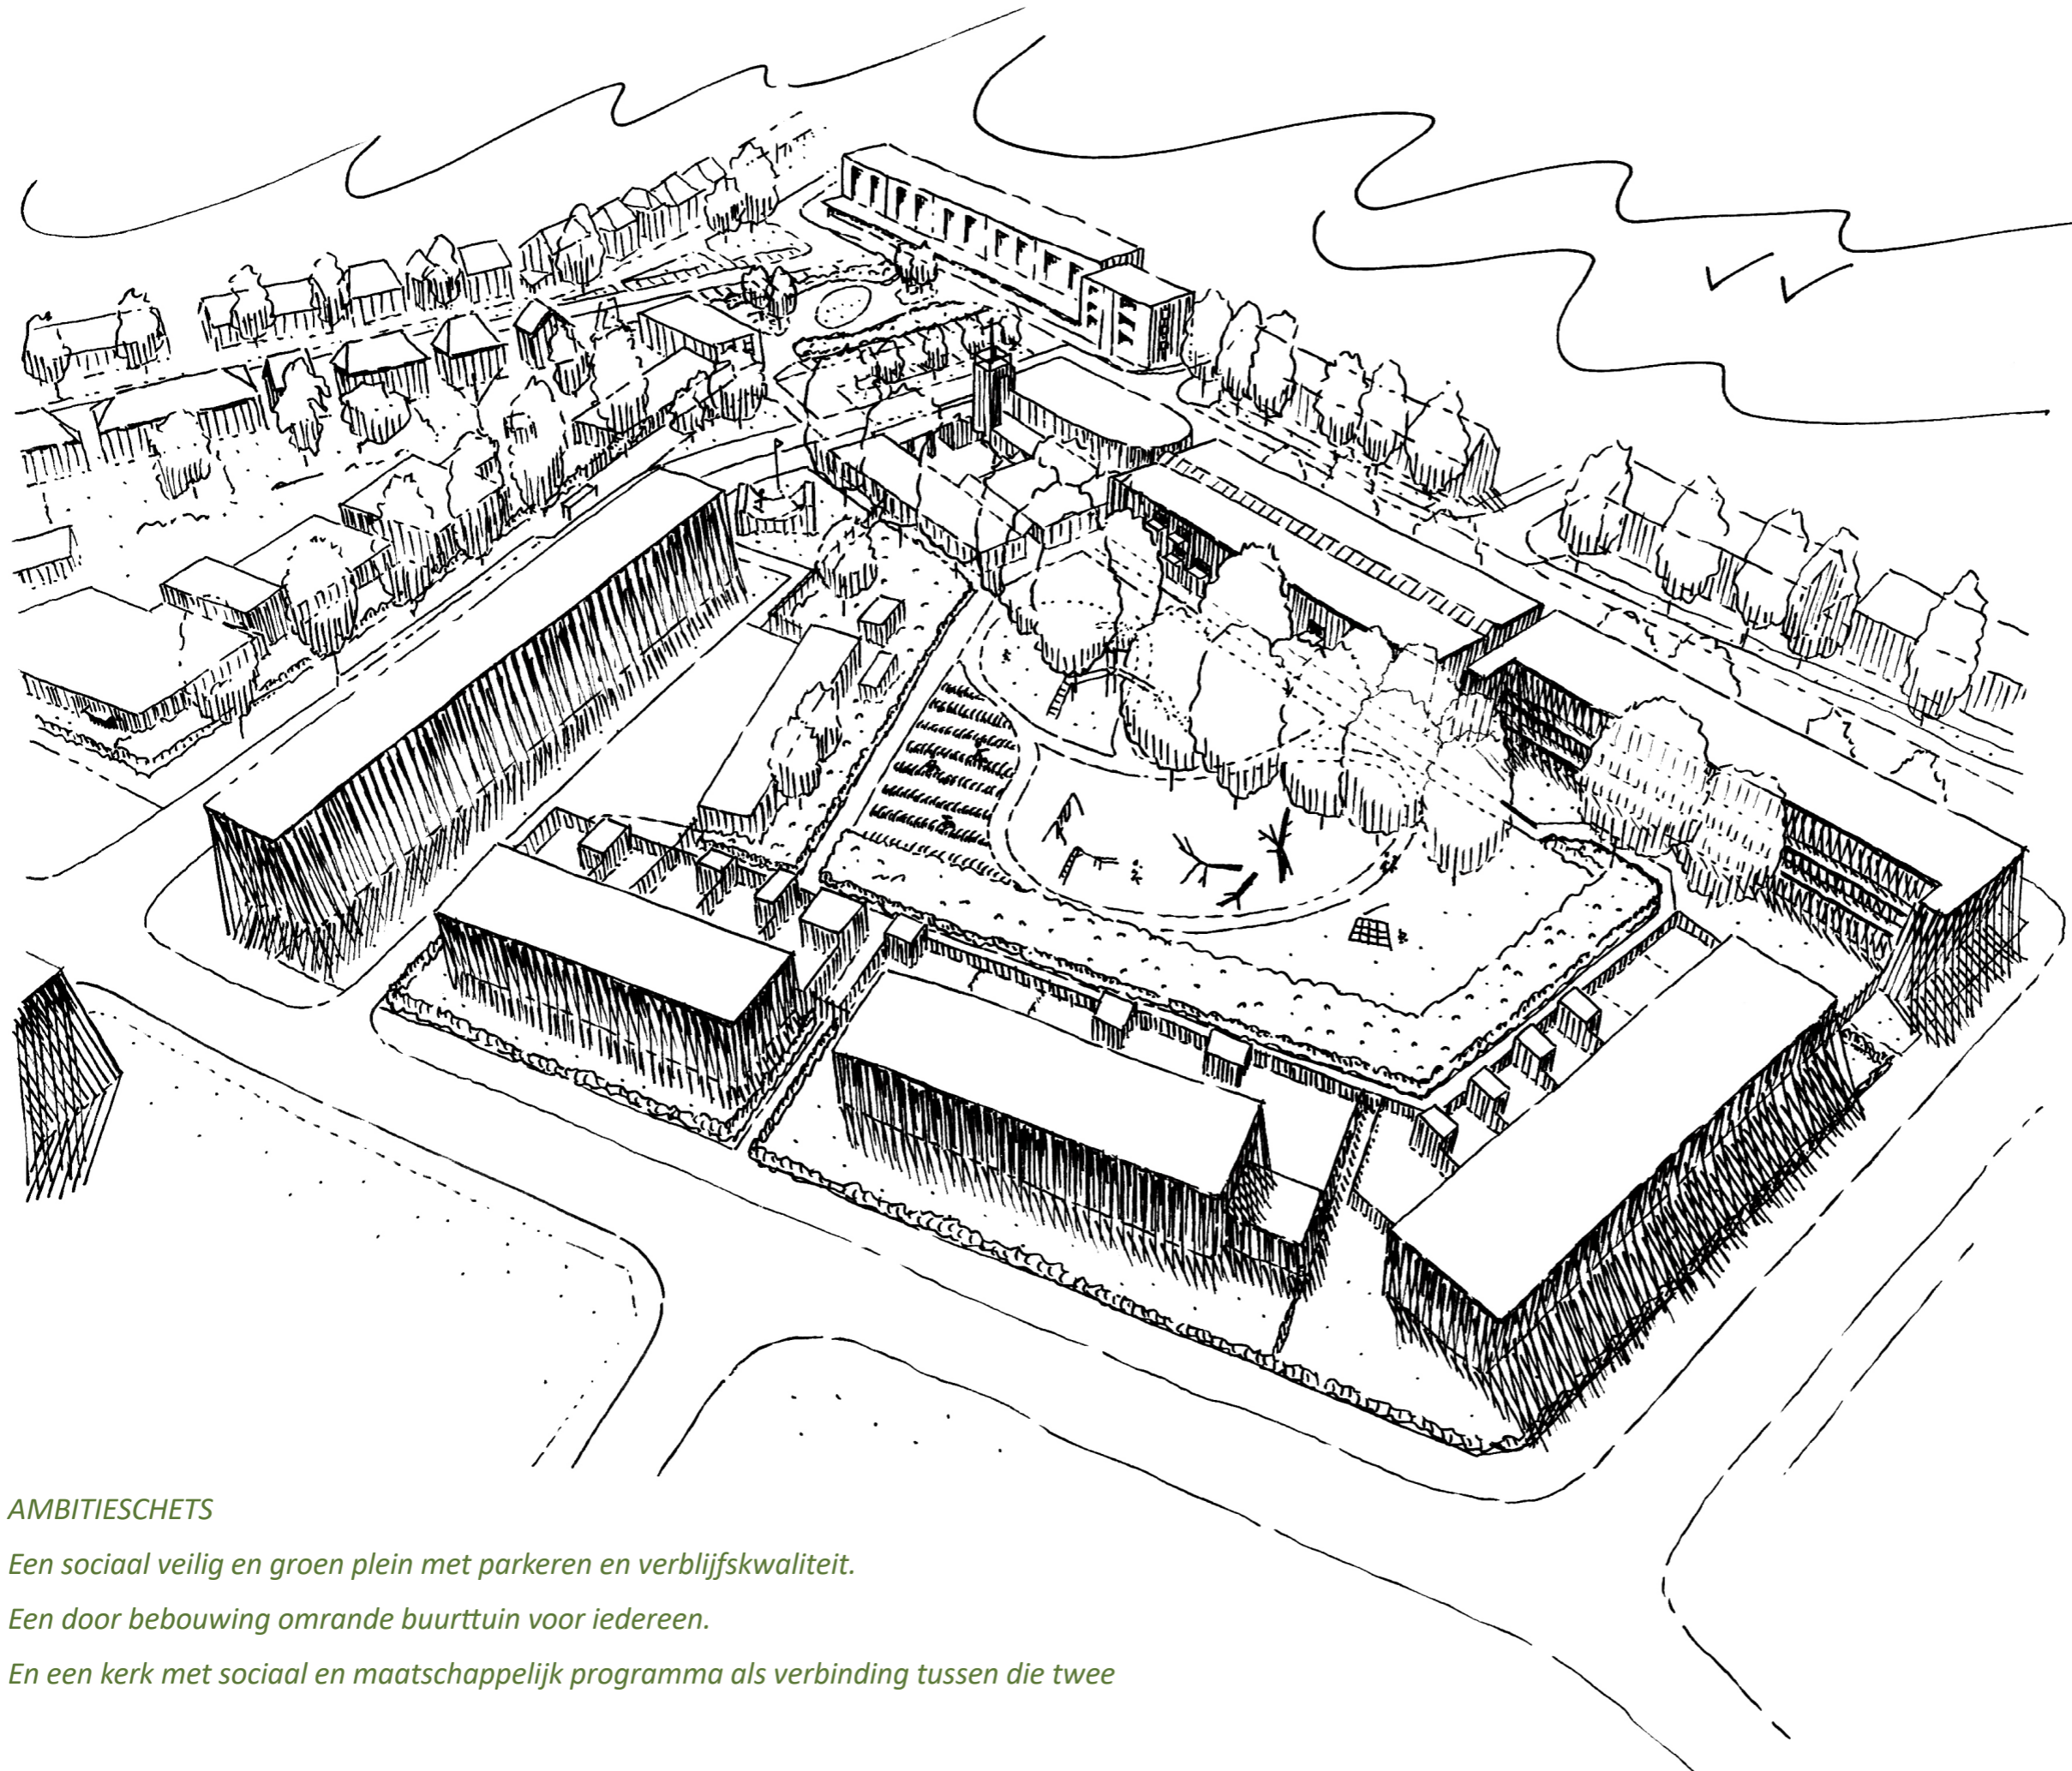 AMBITIESCHETS
Een sociaal veilig en groen plein met parkeren en verblijfskwaliteit.
Een door bebouwing omrande buurttuin voor iedereen.
En een kerk met sociaal en maatschappelijk programma als verbinding tussen die twee